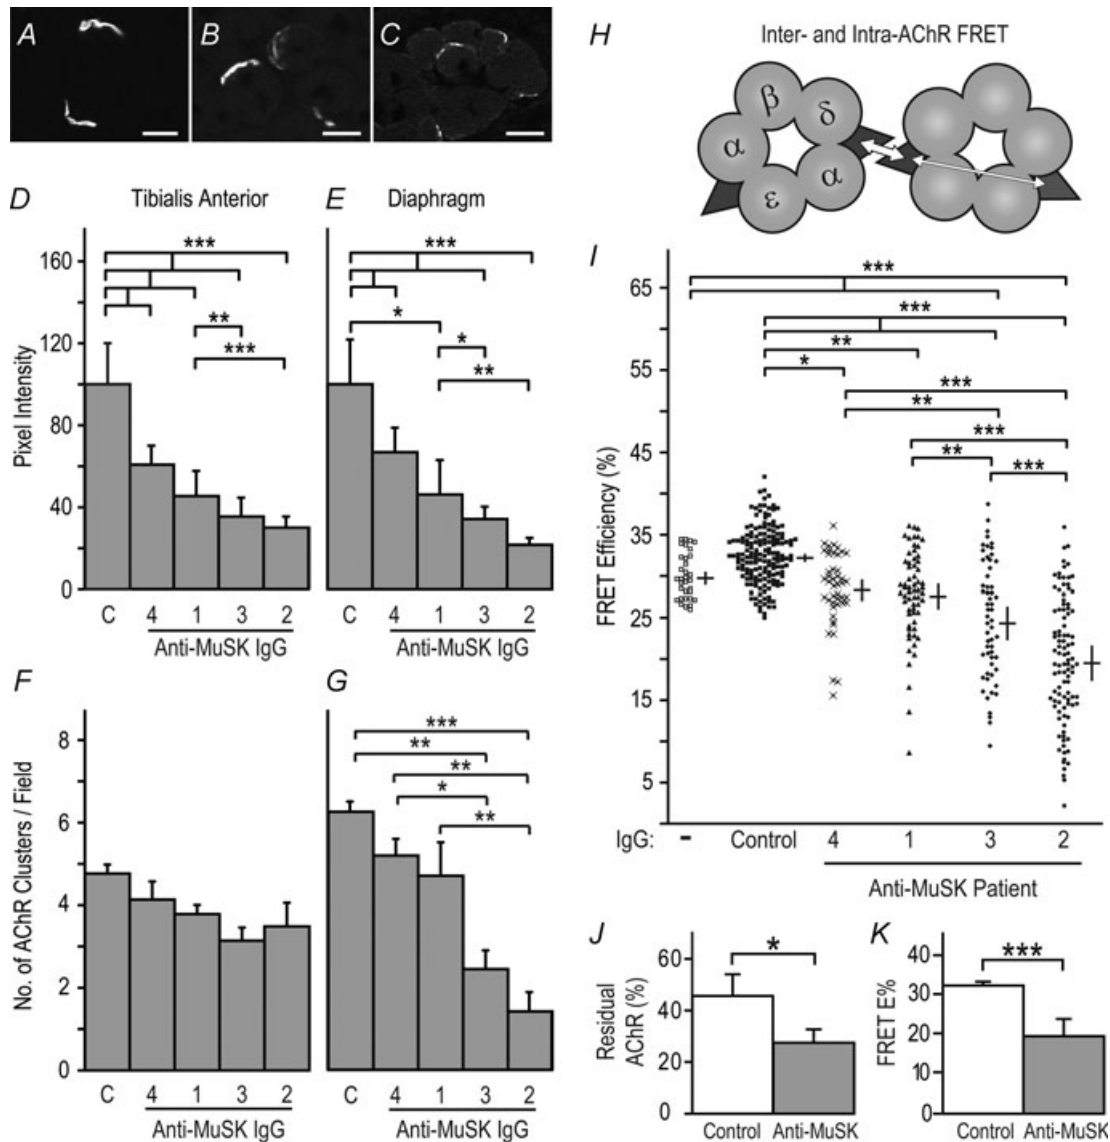 A B C
D Tibialis Anterior
160
120
80
40
0
Pixel Intensity
***
**
***
C 4 1 3 2
Anti-MuSK IgG
E Diaphragm
***
*
*
**
C 4 1 3 2
Anti-MuSK IgG
F
8
6
4
2
0
No. of AChR Clusters / Field
C 4 1 3 2
Anti-MuSK IgG
G
***
**
**
*
**
C 4 1 3 2
Anti-MuSK IgG
H Inter- and Intra-AChR FRET
β δ
α α
ε
I
65
55
45
35
25
15
5
FRET Efficiency (%)
***
***
**
*
***
**
***
**
***
IgG: – Control 4 1 3 2
Anti-MuSK Patient
J
60
40
20
0
Residual
AChR (%)
*
Control Anti-MuSK
K
40
30
20
10
0
FRET E%
***
Control Anti-MuSK